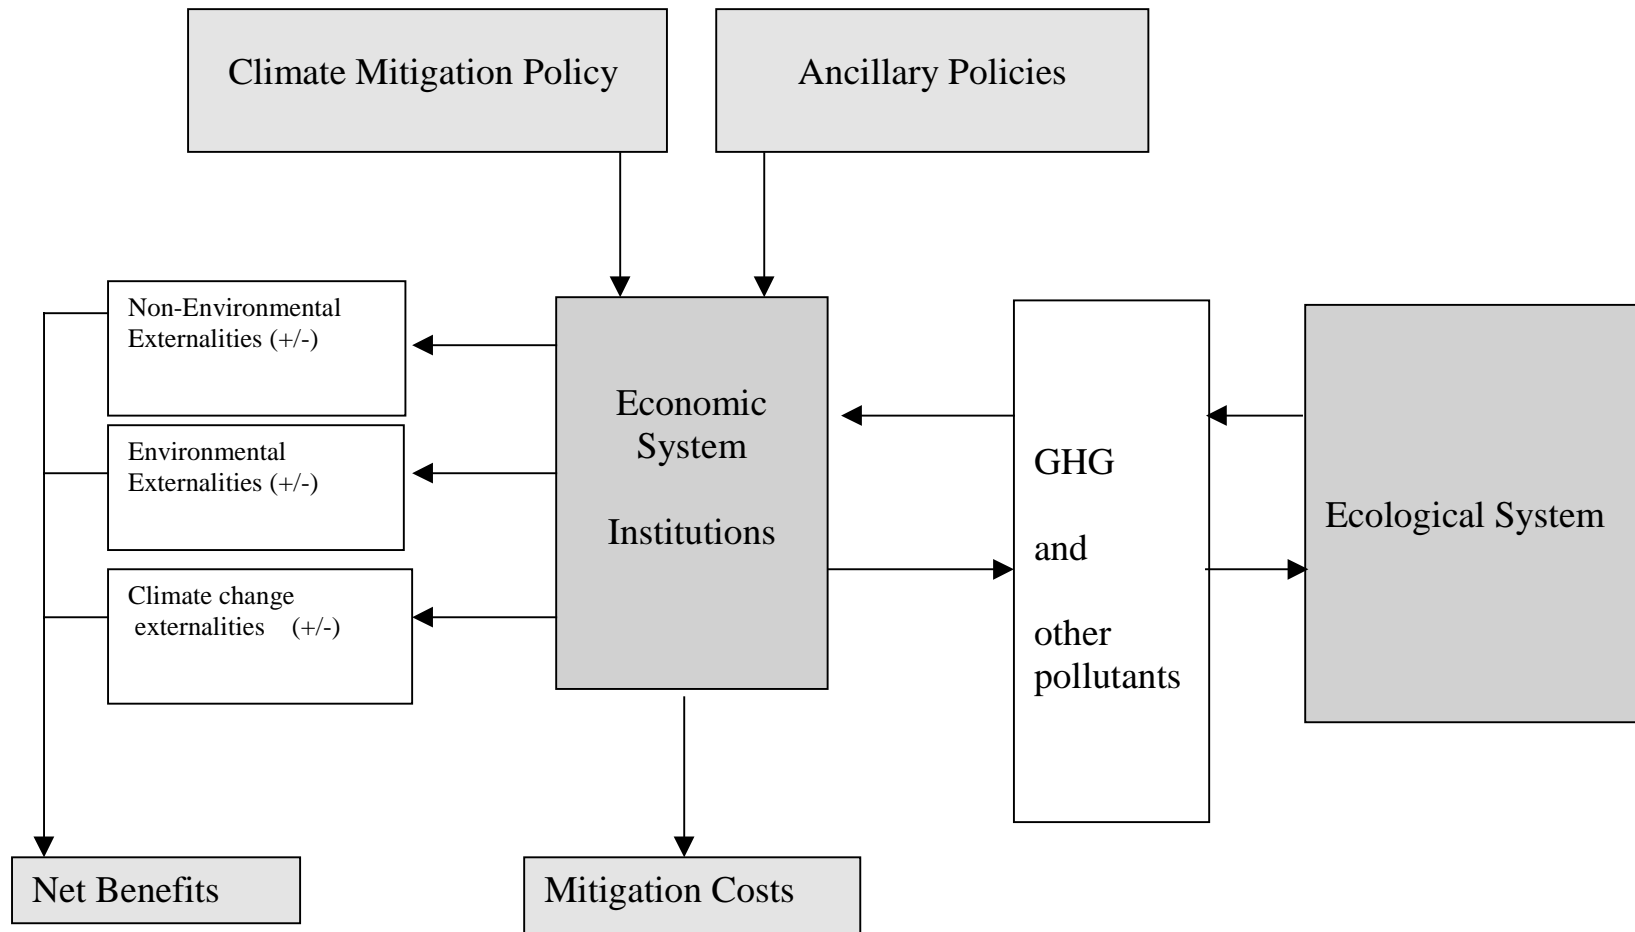 Climate Mitigation Policy
Ancillary Policies
Non-Environmental
Externalities (+/-)
Environmental
Externalities (+/-)
Climate change
externalities (+/-)
Economic
System
Institutions
GHG
and
other
pollutants
Ecological System
Net Benefits
Mitigation Costs